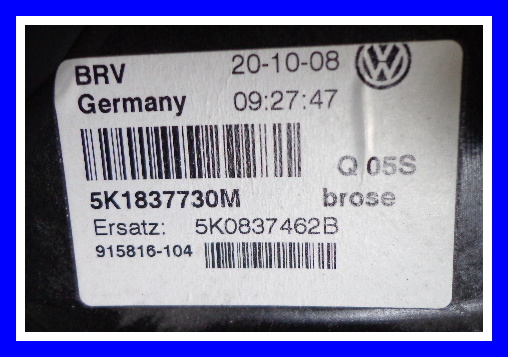 BRV 20-10-08
Germany 09:27:47
Q 05S
5K1837730M brose
Ersatz: 5K0837462B
915816-104